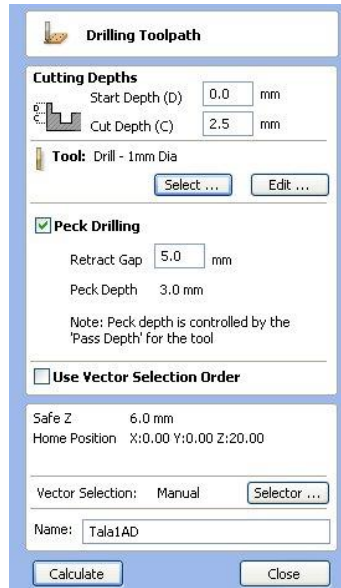 Drilling Toolpath
Cutting Depths
Start Depth (D) 0.0 mm
D
C
Cut Depth (C) 2.5 mm
Tool: Drill - 1mm Dia
Select ... Edit ...
Peck Drilling
Retract Gap 5.0 mm
Peck Depth 3.0 mm
Note: Peck depth is controlled by the
'Pass Depth' for the tool
Use Vector Selection Order
Safe Z 6.0 mm
Home Position X:0.00 Y:0.00 Z:20.00
Vector Selection: Manual Selector ...
Name: Tala1AD
Calculate Close